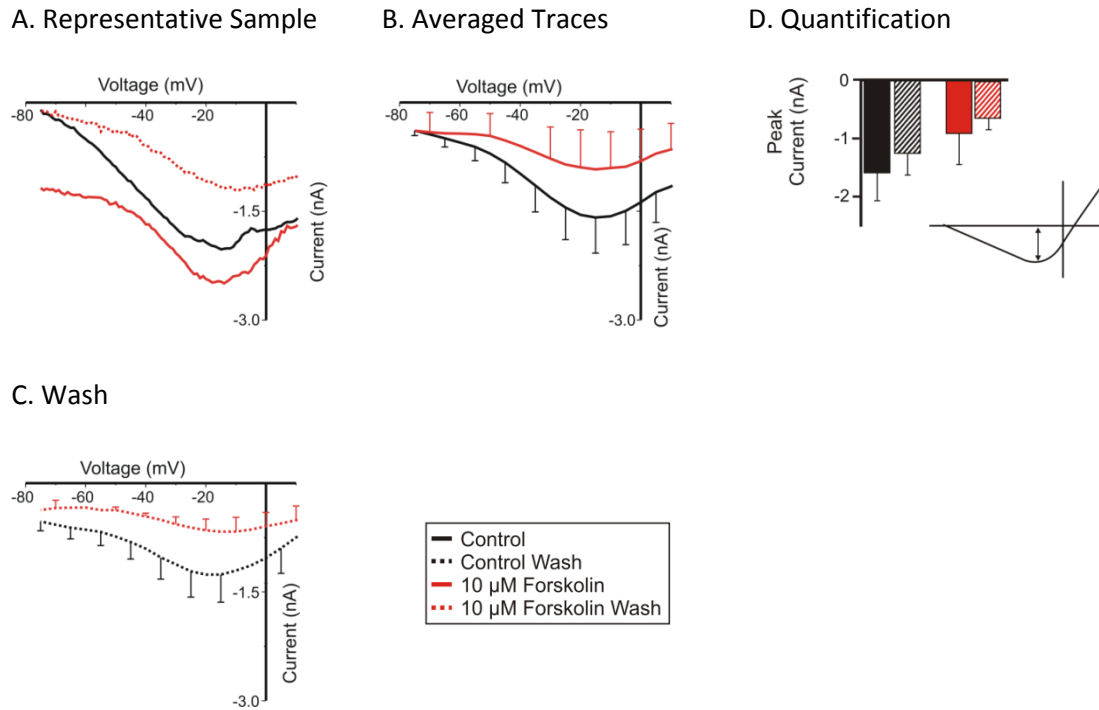 A. Representative Sample
Voltage (mV)
-80 -60 -40 -20
-1.5
-3.0
Current (nA)
B. Averaged Traces
Voltage (mV)
-80 -60 -40 -20
-3.0
Current (nA)
D. Quantification
0
-1
-2
Peak
Current (nA)
C. Wash
Voltage (mV)
-80 -60 -40 -20
-1.5
-3.0
Current (nA)
Control
Control Wash
10 µM Forskolin
10 µM Forskolin Wash